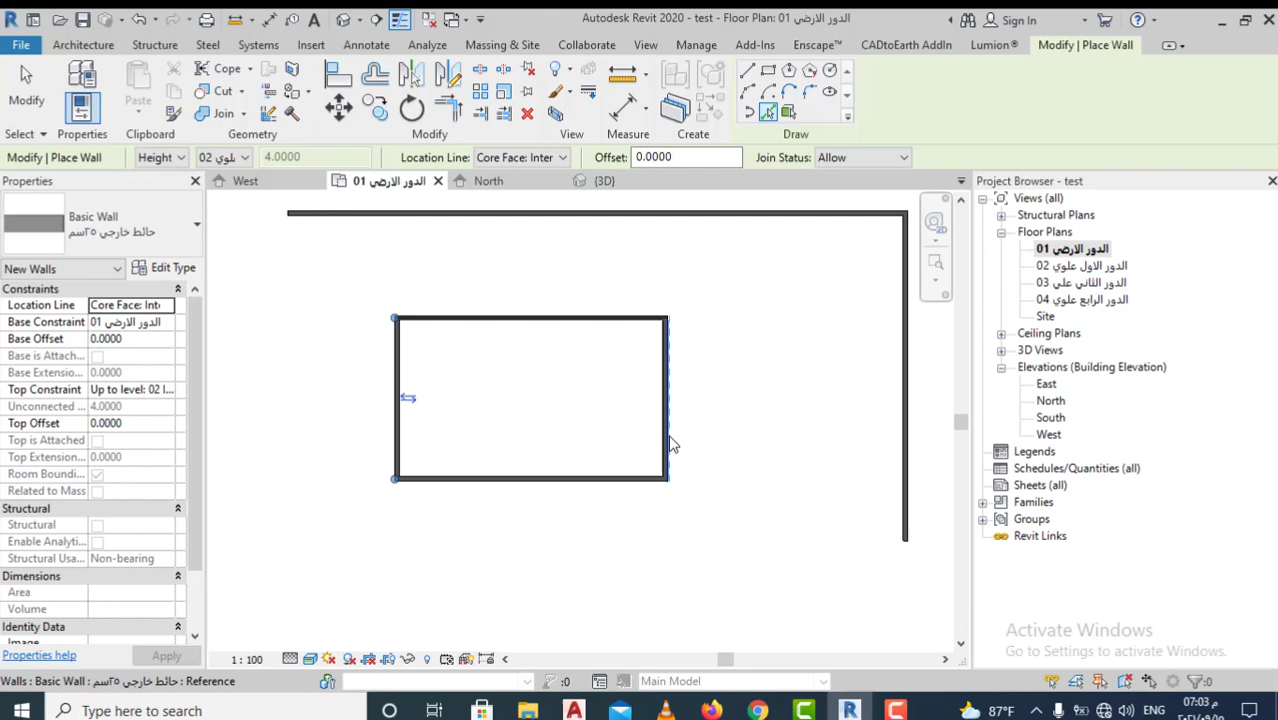 Autodesk Revit 2020 - test - Floor Plan: الدور الارضي 01
Sign In
File Architecture Structure Steel Systems Insert Annotate Analyze Massing & Site Collaborate View Manage Add-Ins Enscape™ CADtoEarth AddIn Lumion® Modify | Place Wall
Modify
Paste
Cope
Cut
Join
Select Properties Clipboard Geometry Modify View Measure Create Draw
Modify | Place Wall Height 02 علوي 4.0000 Location Line: Core Face: Inter Offset: 0.0000 Join Status: Allow
Properties
West
الدور الارضي 01
North
{3D}
Project Browser - test
Basic Wall
حائط خارجي ٢٥سم
New Walls Edit Type
Constraints
Location Line Core Face: Inte
Base Constraint الدور الارضي 01
Base Offset 0.0000
Base is Attach...
Base Extension... 0.0000
Top Constraint Up to level: 02 ا...
Unconnected ... 4.0000
Top Offset 0.0000
Top is Attached
Top Extension... 0.0000
Room Boundi...
Related to Mass
Structural
Structural
Enable Analyti...
Structural Usa... Non-bearing
Dimensions
Area
Volume
Identity Data
Image
Properties help Apply
Views (all)
Structural Plans
Floor Plans
الدور الارضي 01
الدور الاول علوي 02
الدور الثاني علي 03
الدور الرابع علوي 04
Site
Ceiling Plans
3D Views
Elevations (Building Elevation)
East
North
South
West
Legends
Schedules/Quantities (all)
Sheets (all)
Families
Groups
Revit Links
Activate Windows
Go to Settings to activate Windows.
1 : 100
Walls : Basic Wall : حائط خارجي ٢٥سم : Reference
:0
Main Model
:0
Type here to search
87°F
ENG
07:03 م